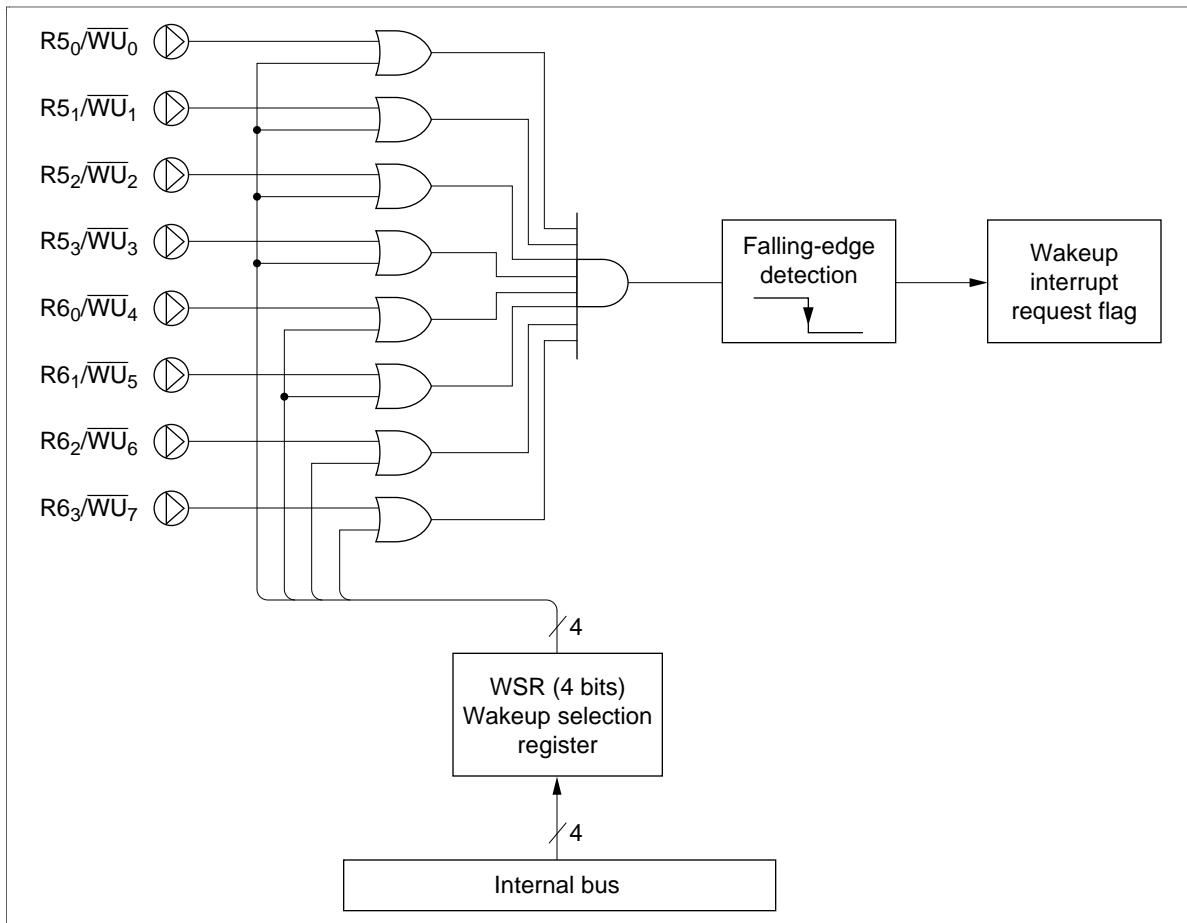 R5₀/W̅U̅₀
R5₁/W̅U̅₁
R5₂/W̅U̅₂
R5₃/W̅U̅₃
R6₀/W̅U̅₄
R6₁/W̅U̅₅
R6₂/W̅U̅₆
R6₃/W̅U̅₇
Falling-edge
detection
Wakeup
interrupt
request flag
4
WSR (4 bits)
Wakeup selection
register
4
Internal bus